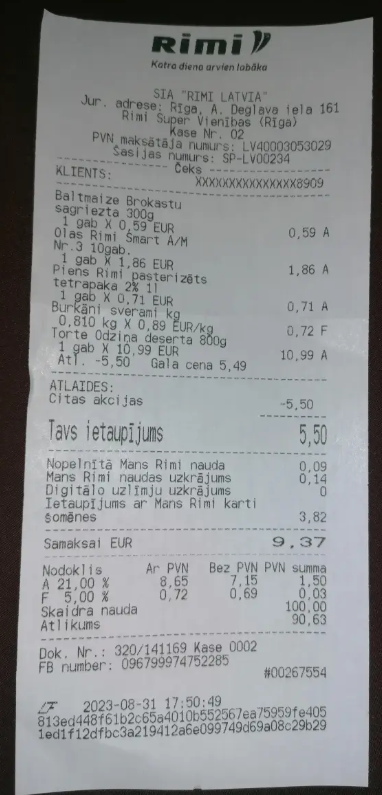 Rimi
Katra diena arvien labāka
SIA "RIMI LATVIA"
Jur. adrese: Rīga, A. Deglava iela 161
Rimi Super Vienības (Rīga)
Kase Nr. 02
PVN maksātāja numurs: LV40003053029
Sasijas numurs: SP-LV00234
Čeks
KLIENTS: XXXXXXXXXXXXXXX8909
Baltmaize Brokastu
sagriezta 300g
1 gab X 0,59 EUR 0,59 A
Olas Rimi Smart A/M
Nr.3 10gab.
1 gab X 1,86 EUR 1,86 A
Piens Rimi pasterizēts
tetrapaka 2% 1l
1 gab X 0,71 EUR 0,71 A
Burkāni sverami kg
0,810 kg X 0,89 EUR/kg 0,72 F
Torte Odziņa deserta 800g
1 gab X 10,99 EUR 10,99 A
Atl. -5,50 Gala cena 5,49
ATLAIDES:
Citas akcijas -5,50
Tavs ietaupījums 5,50
Nopelnītā Mans Rimi nauda 0,09
Mans Rimi naudas uzkrājums 0,14
Digitālo uzlīmju uzkrājums 0
Ietaupījums ar Mans Rimi karti
šomēnes 3,82
Samaksai EUR 9,37
Nodoklis Ar PVN Bez PVN PVN summa
A 21,00 % 8,65 7,15 1,50
F 5,00 % 0,72 0,69 0,03
Skaidra nauda 100,00
Atlikums 90,63
Dok. Nr.: 320/141169 Kase 0002
FB number: 096799974752285
#00267554
LF 2023-08-31 17:50:49
813ed448f61b2c65a4010b552567ea75959fe405
1ed1f12dfbc3a219412a6e099749d69a08c29b29